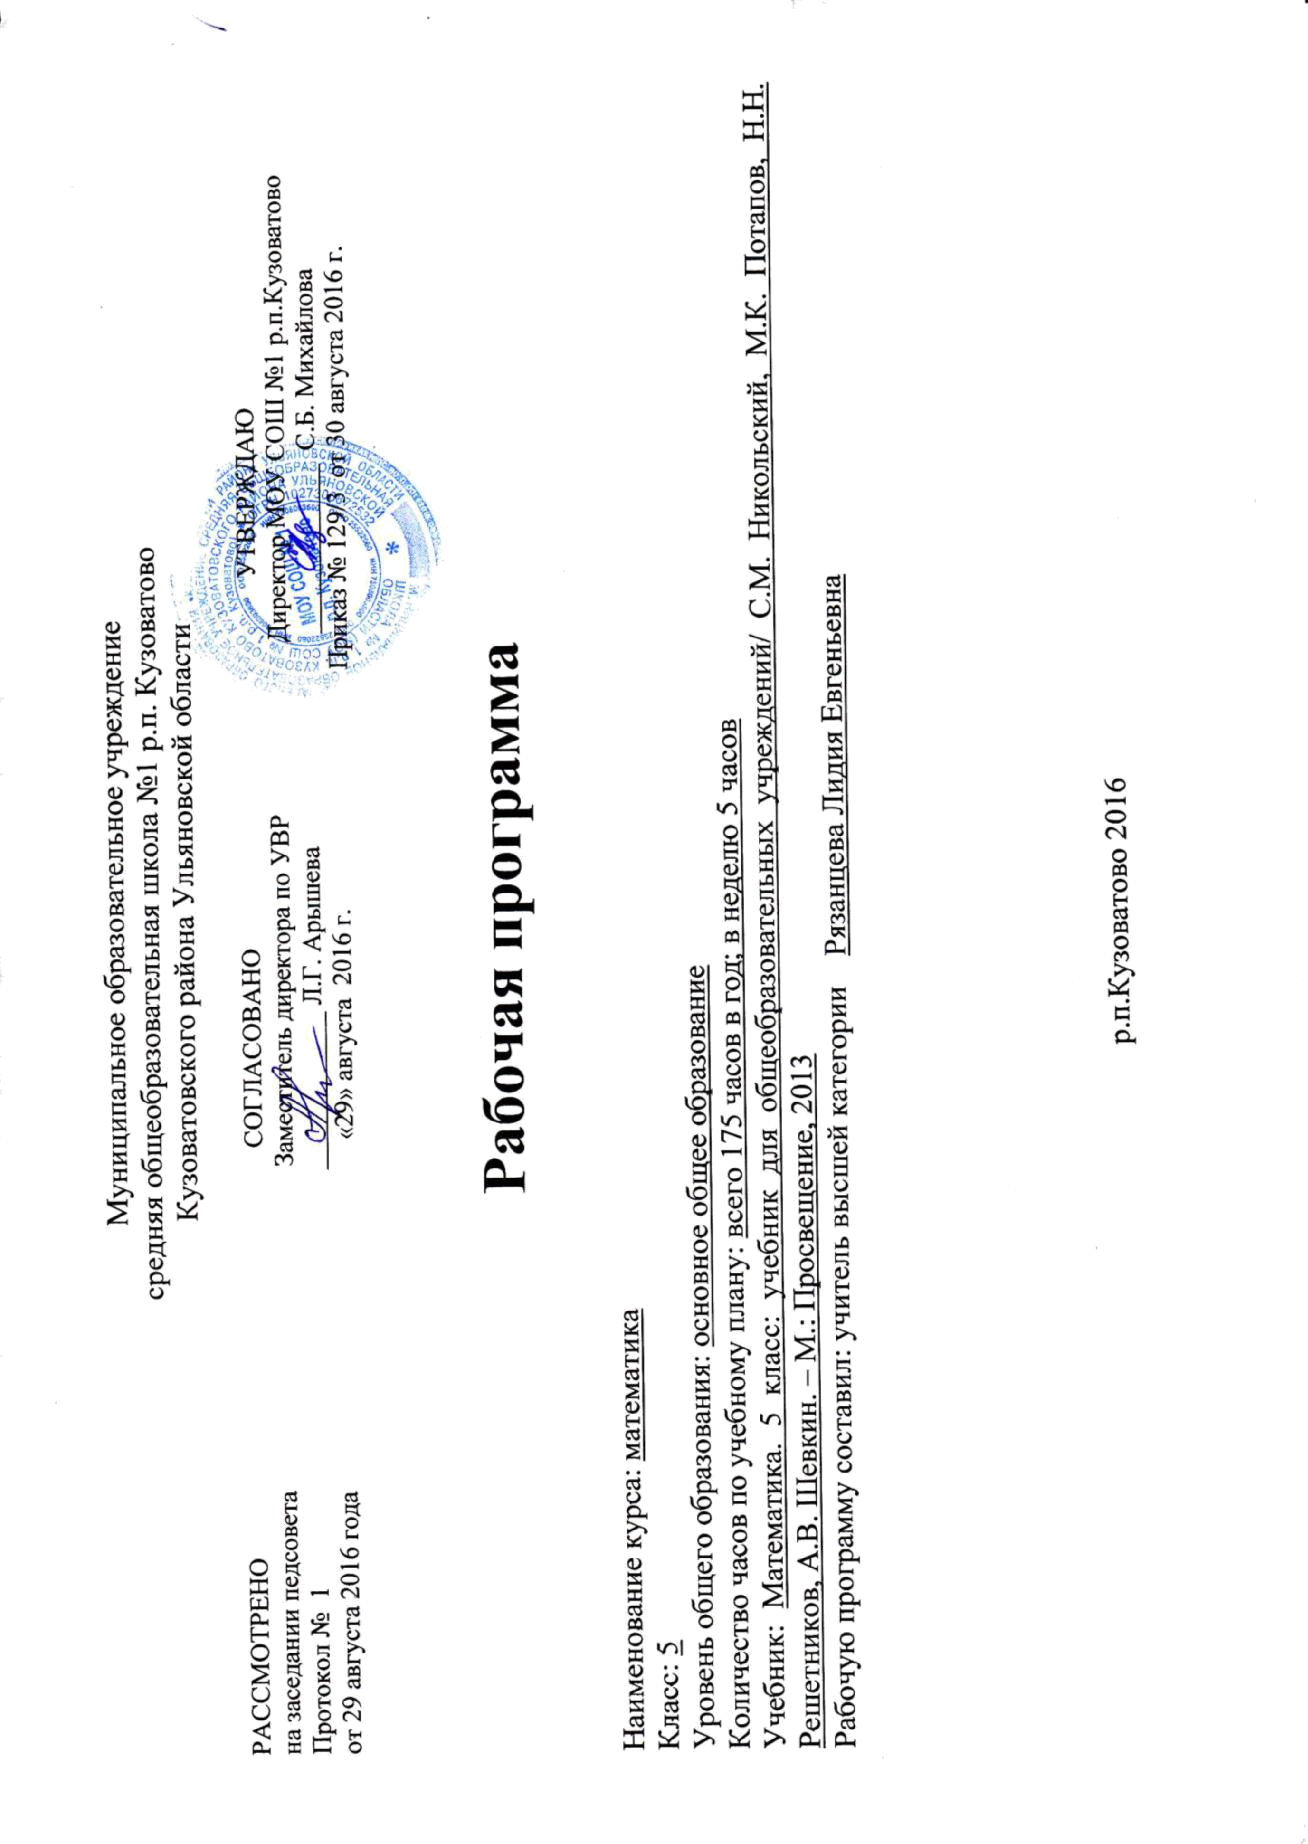 Муниципальное образовательное учреждение
средняя общеобразовательная школа №1 р.п. Кузоватово
Кузоватовского района Ульяновской области
РАССМОТРЕНО
на заседании педсовета
Протокол № 1
от 29 августа 2016 года
СОГЛАСОВАНО
Заместитель директора по УВР
Л.Г. Арышева
«29» августа 2016 г.
УТВЕРЖДАЮ
Директор МОУ СОШ №1 р.п.Кузоватово
С.Б. Михайлова
Приказ № 129/3 от 30 августа 2016 г.
Рабочая программа
Наименование курса: математика
Класс: 5
Уровень общего образования: основное общее образование
Количество часов по учебному плану: всего 175 часов в год; в неделю 5 часов
Учебник: Математика. 5 класс: учебник для общеобразовательных учреждений/ С.М. Никольский, М.К. Потапов, Н.Н.
Решетников, А.В. Шевкин. – М.: Просвещение, 2013
Рабочую программу составил: учитель высшей категории Рязанцева Лидия Евгеньевна
р.п.Кузоватово 2016